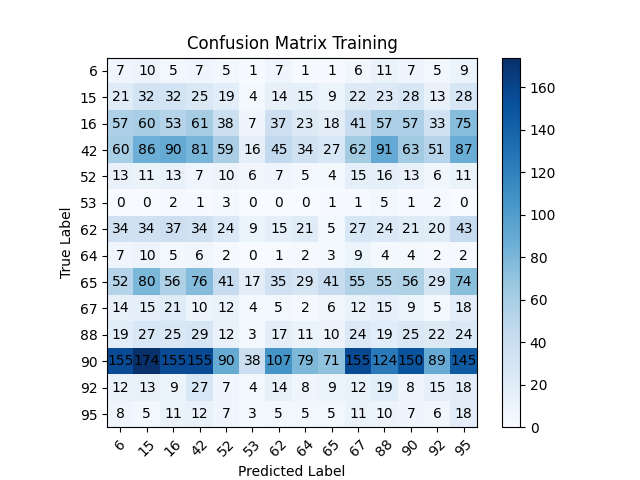 Confusion Matrix Training
6 7 10 5 7 5 1 7 1 1 6 11 7 5 9
15 21 32 32 25 19 4 14 15 9 22 23 28 13 28
16 57 60 53 61 38 7 37 23 18 41 57 57 33 75
42 60 86 90 81 59 16 45 34 27 62 91 63 51 87
52 13 11 13 7 10 6 7 5 4 15 16 13 6 11
53 0 0 2 1 3 0 0 0 1 1 5 1 2 0
62 34 34 37 34 24 9 15 21 5 27 24 21 20 43
64 7 10 5 6 2 0 1 2 3 9 4 4 2 2
65 52 80 56 76 41 17 35 29 41 55 55 56 29 74
67 14 15 21 10 12 4 5 2 6 12 15 9 5 18
88 19 27 25 29 12 3 17 11 10 24 19 25 22 24
90 155 174 155 155 90 38 107 79 71 155 124 150 89 145
92 12 13 9 27 7 4 14 8 9 12 19 8 15 18
95 8 5 11 12 7 3 5 5 5 11 10 7 6 18
6 15 16 42 52 53 62 64 65 67 88 90 92 95
Predicted Label
True Label
160
140
120
100
80
60
40
20
0